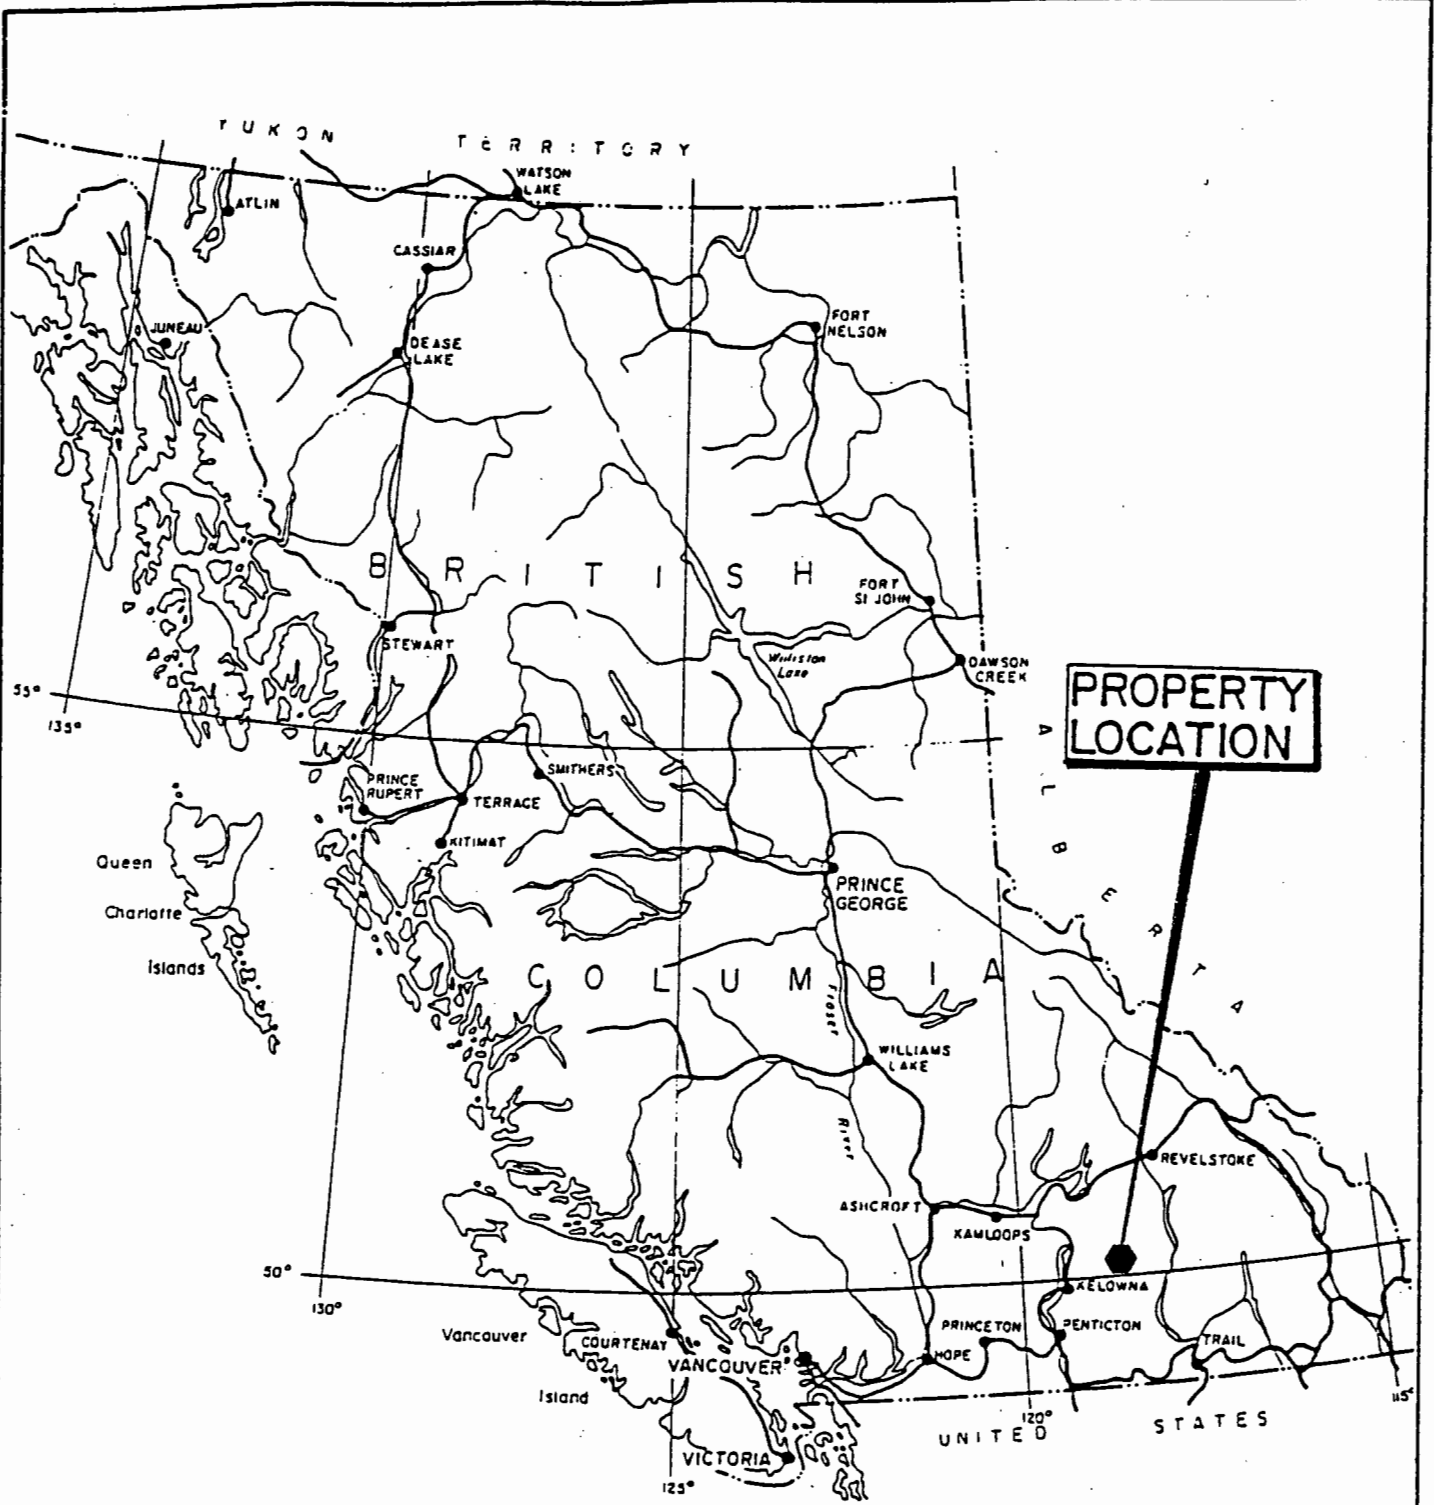 YUKON TERRITORY
WATSON
LAKE
ATLIN
CASSIAR
JUNEAU
DEASE
LAKE
FORT
NELSON
BRITISH
FORT
ST JOHN
STEWART
Williston
Lake
DAWSON
CREEK
PROPERTY
LOCATION
55°
135°
ALBERTA
PRINCE
RUPERT
SMITHERS
TERRACE
KITIMAT
Queen
Charlotte
Islands
PRINCE
GEORGE
COLUMBIA
Fraser
River
WILLIAMS
LAKE
REVELSTOKE
ASHCROFT
KAMLOOPS
50°
130°
KELOWNA
Vancouver
Island
COURTENAY
VANCOUVER
PRINCETON
PENTICTON
HOPE
TRAIL
120°
115°
UNITED STATES
VICTORIA
125°